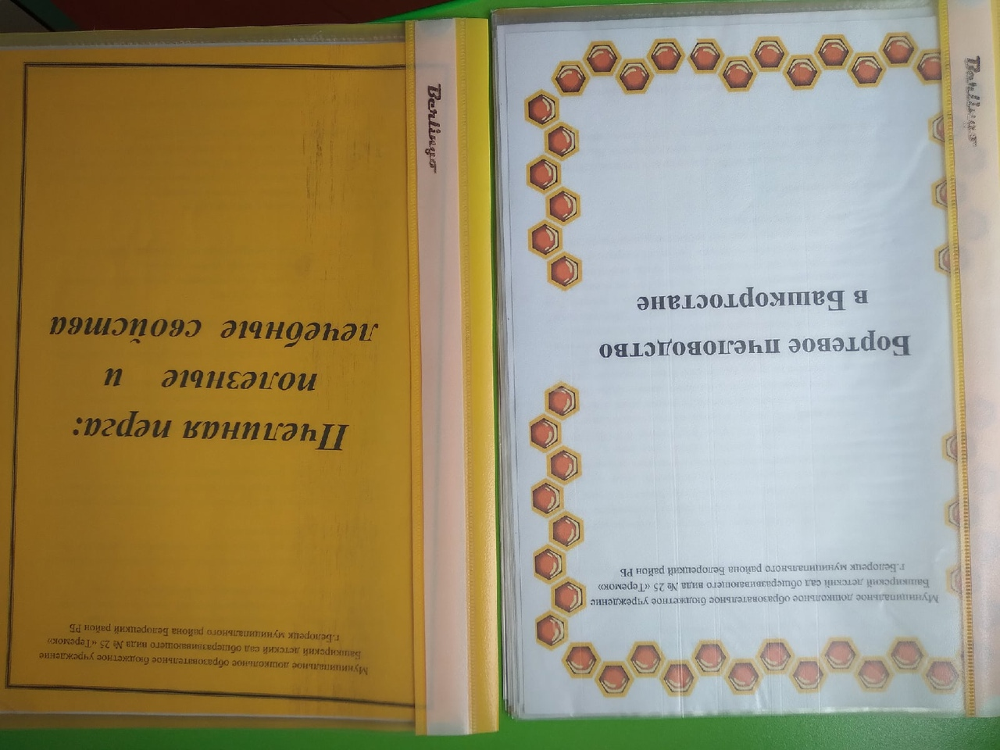 Муниципальное дошкольное образовательное бюджетное учреждение
Башкирский детский сад общеразвивающего вида № 25 «Теремок»
г.Белорецк муниципального района Белорецкий район РБ
Бортевое пчеловодство
в Башкортостане
Berlingo
Муниципальное дошкольное образовательное бюджетное учреждение
Башкирский детский сад общеразвивающего вида № 25 «Теремок»
г.Белорецк муниципального района Белорецкий район РБ
Пчелиная перга:
полезные и
лечебные свойства
Berlingo